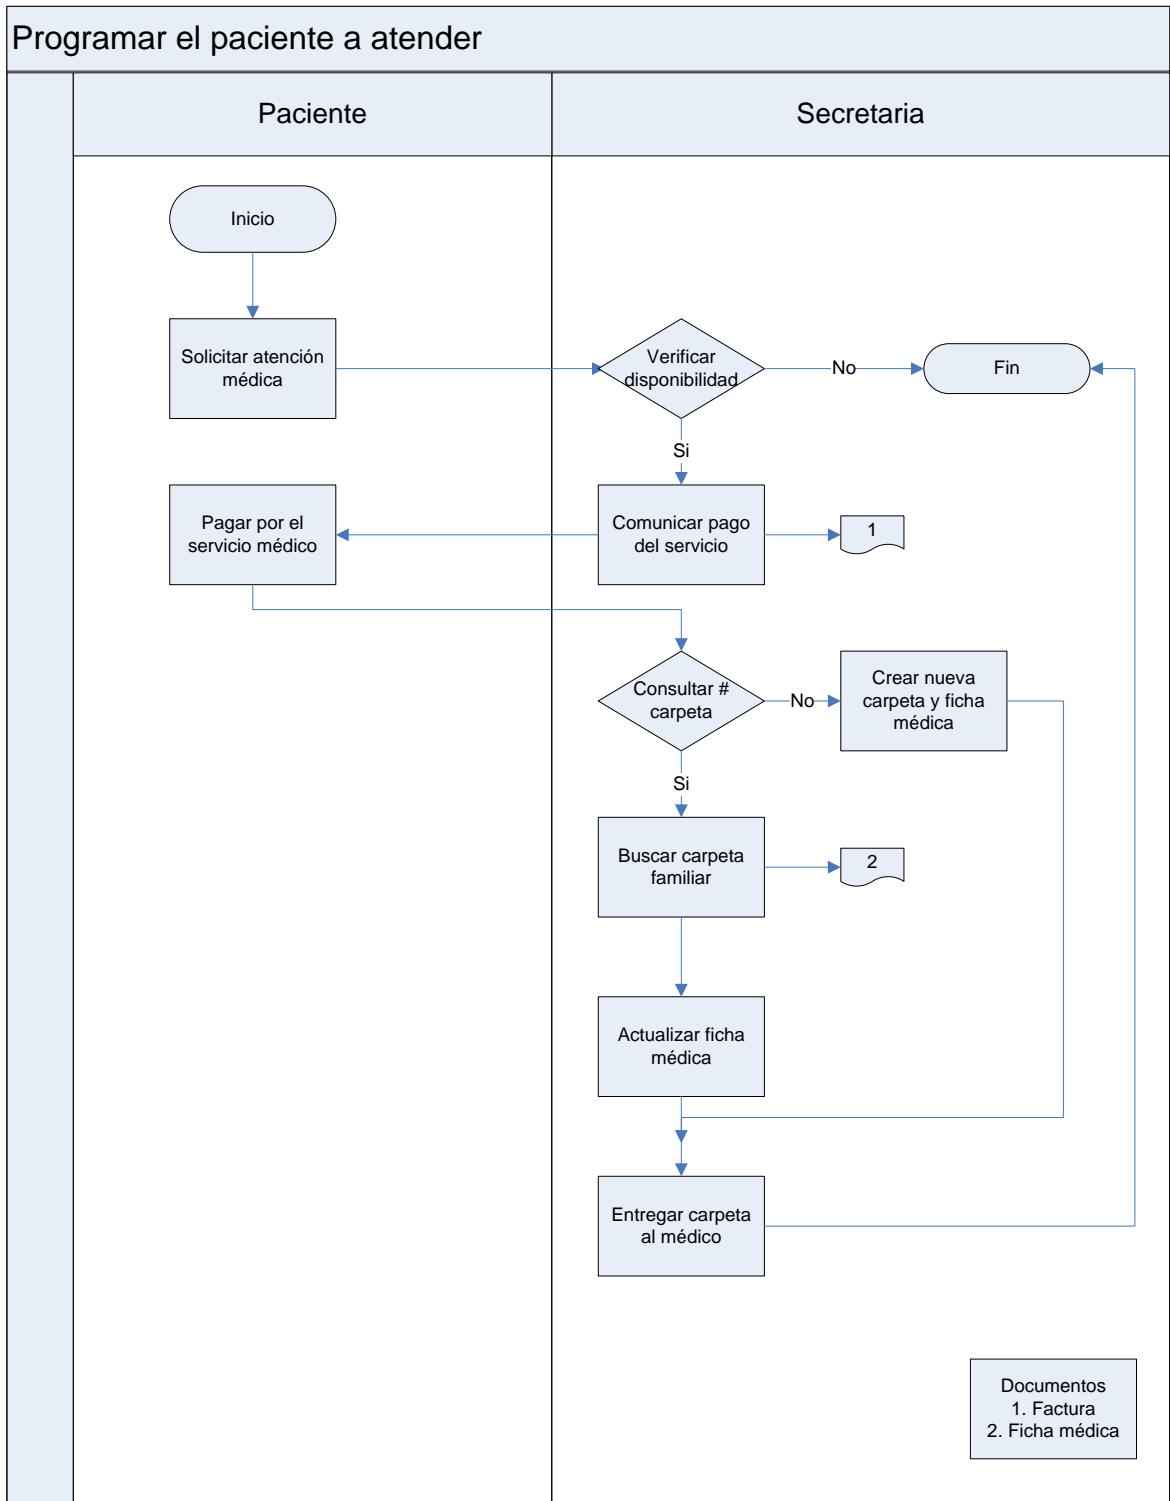 Programar el paciente a atender
Paciente
Secretaria
Inicio
Solicitar atención
médica
Verificar
disponibilidad
No
Fin
Si
Pagar por el
servicio médico
Comunicar pago
del servicio
1
Consultar #
carpeta
No
Crear nueva
carpeta y ficha
médica
Si
Buscar carpeta
familiar
2
Actualizar ficha
médica
Entregar carpeta
al médico
Documentos
1. Factura
2. Ficha médica